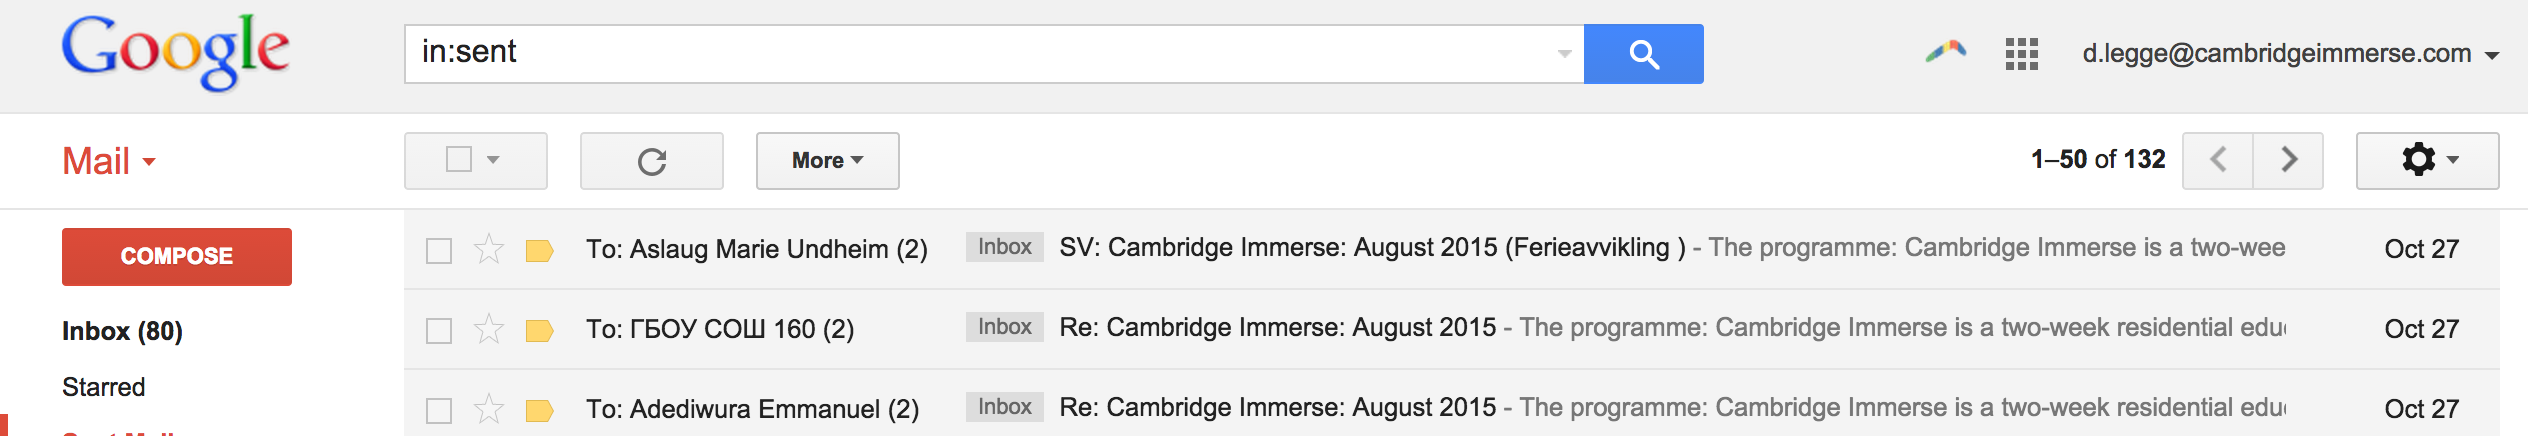 Google
in:sent
d.legge@cambridgeimmerse.com
Mail
More
1–50 of 132
COMPOSE
To: Aslaug Marie Undheim (2) Inbox SV: Cambridge Immerse: August 2015 (Ferieavvikling ) - The programme: Cambridge Immerse is a two-wee Oct 27
Inbox (80)
To: ГБОУ СОШ 160 (2) Inbox Re: Cambridge Immerse: August 2015 - The programme: Cambridge Immerse is a two-week residential edu Oct 27
Starred
To: Adediwura Emmanuel (2) Inbox Re: Cambridge Immerse: August 2015 - The programme: Cambridge Immerse is a two-week residential edu Oct 27
Sent Mail